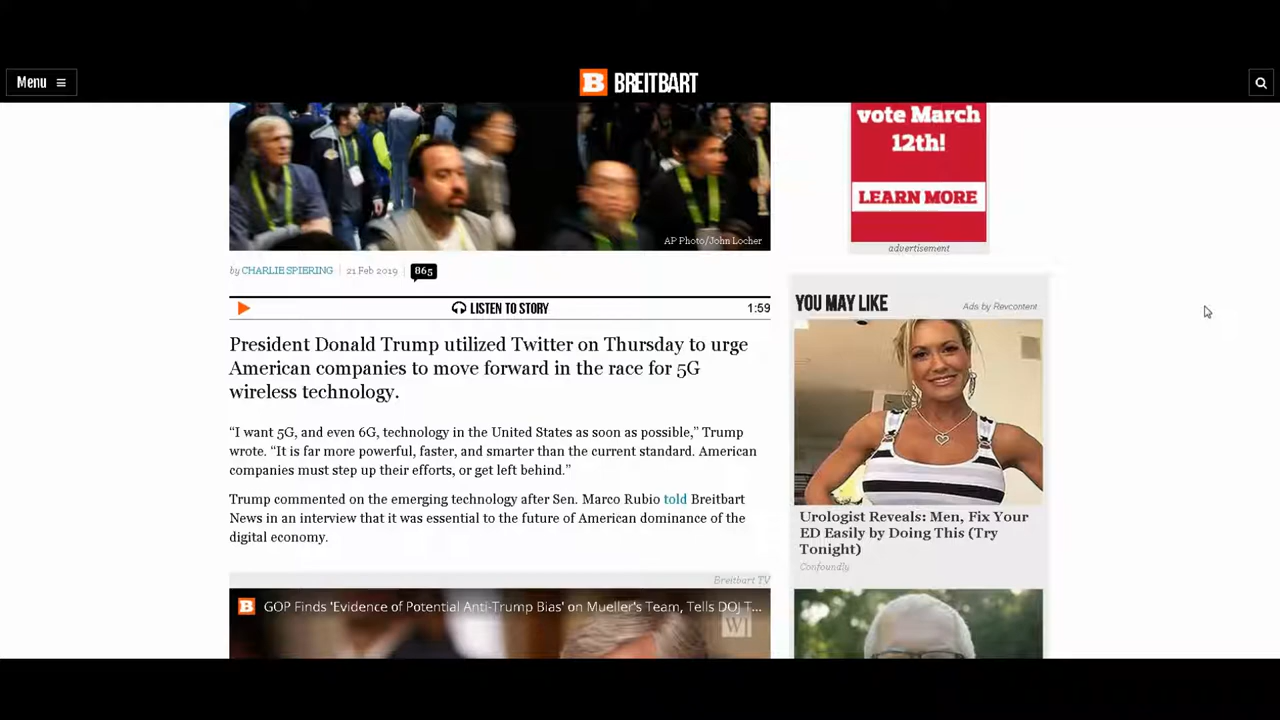 Menu
B BREITBART
vote March
12th!
LEARN MORE
advertisement
AP Photo/John Locher
by CHARLIE SPIERING | 21 Feb 2019 | 865
LISTEN TO STORY 1:59
President Donald Trump utilized Twitter on Thursday to urge
American companies to move forward in the race for 5G
wireless technology.
“I want 5G, and even 6G, technology in the United States as soon as possible,” Trump
wrote. “It is far more powerful, faster, and smarter than the current standard. American
companies must step up their efforts, or get left behind.”
Trump commented on the emerging technology after Sen. Marco Rubio told Breitbart
News in an interview that it was essential to the future of American dominance of the
digital economy.
Breitbart TV
B GOP Finds 'Evidence of Potential Anti-Trump Bias' on Mueller's Team, Tells DOJ T...
W
YOU MAY LIKE
Ads by Revcontent
Urologist Reveals: Men, Fix Your
ED Easily by Doing This (Try
Tonight)
Confoundly